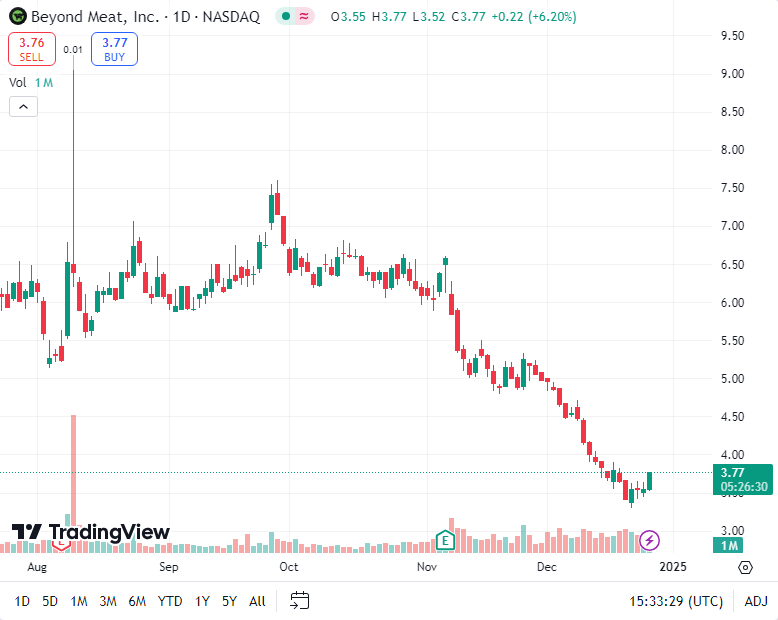 Beyond Meat, Inc. · 1D · NASDAQ O3.55 H3.77 L3.52 C3.77 +0.22 (+6.20%)
3.76 SELL
0.01
3.77 BUY
Vol 1M
9.50
9.00
8.50
8.00
7.50
7.00
6.50
6.00
5.50
5.00
4.50
4.00
3.77
05:26:30
3.00
1M
TradingView
E
Aug Sep Oct Nov Dec 2025
1D 5D 1M 3M 6M YTD 1Y 5Y All 15:33:29 (UTC) ADJ